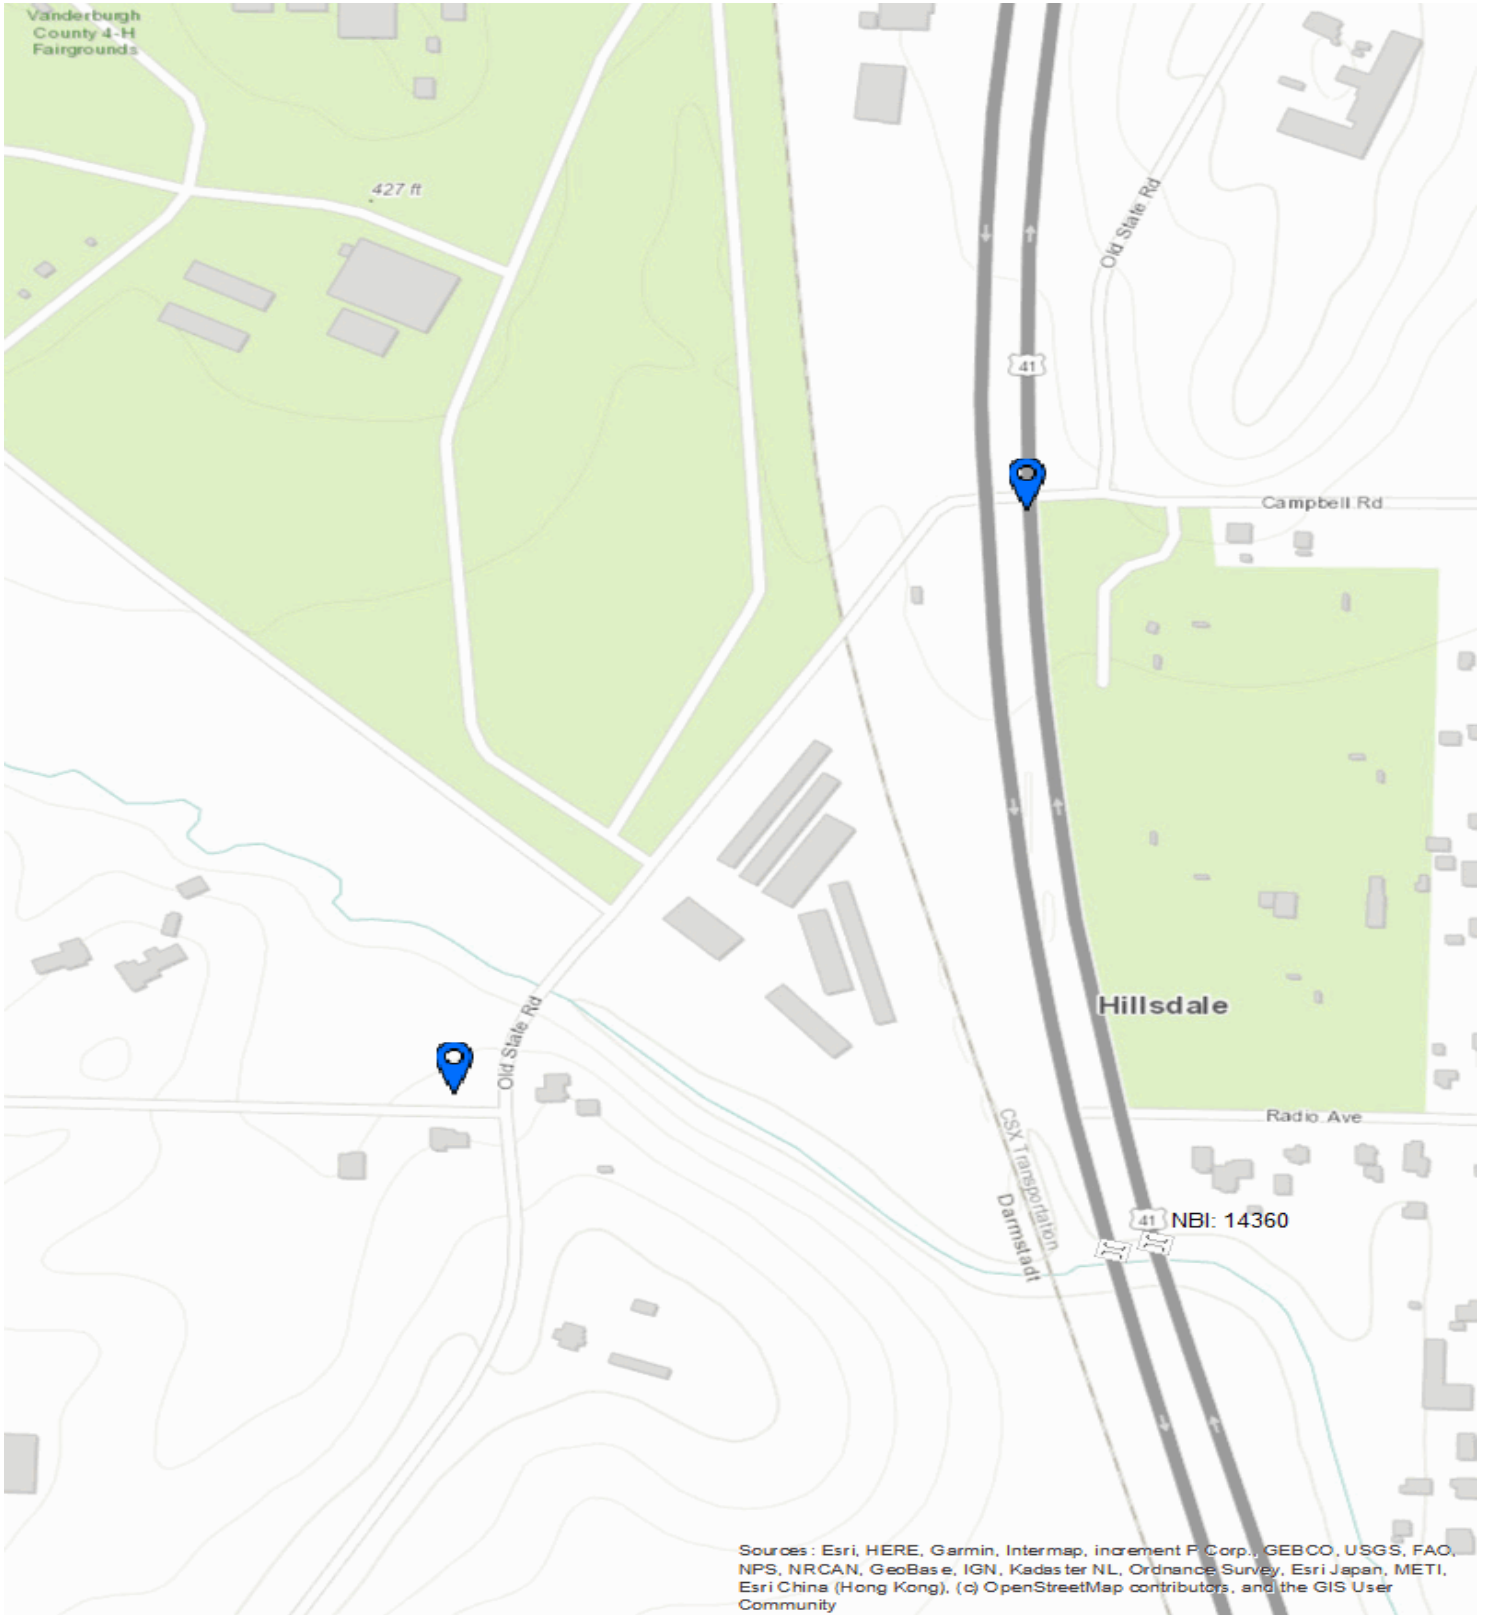 Vanderburgh
County 4-H
Fairgrounds
427 ft
Old State Rd
41
Campbell Rd
Hillsdale
Old State Rd
Radio Ave
CSX Transportation
Darmstadt
41
NBI: 14360
Sources: Esri, HERE, Garmin, Intermap, increment P Corp., GEBCO, USGS, FAO,
NPS, NRCAN, GeoBase, IGN, Kadaster NL, Ordnance Survey, Esri Japan, METI,
Esri China (Hong Kong), (c) OpenStreetMap contributors, and the GIS User
Community